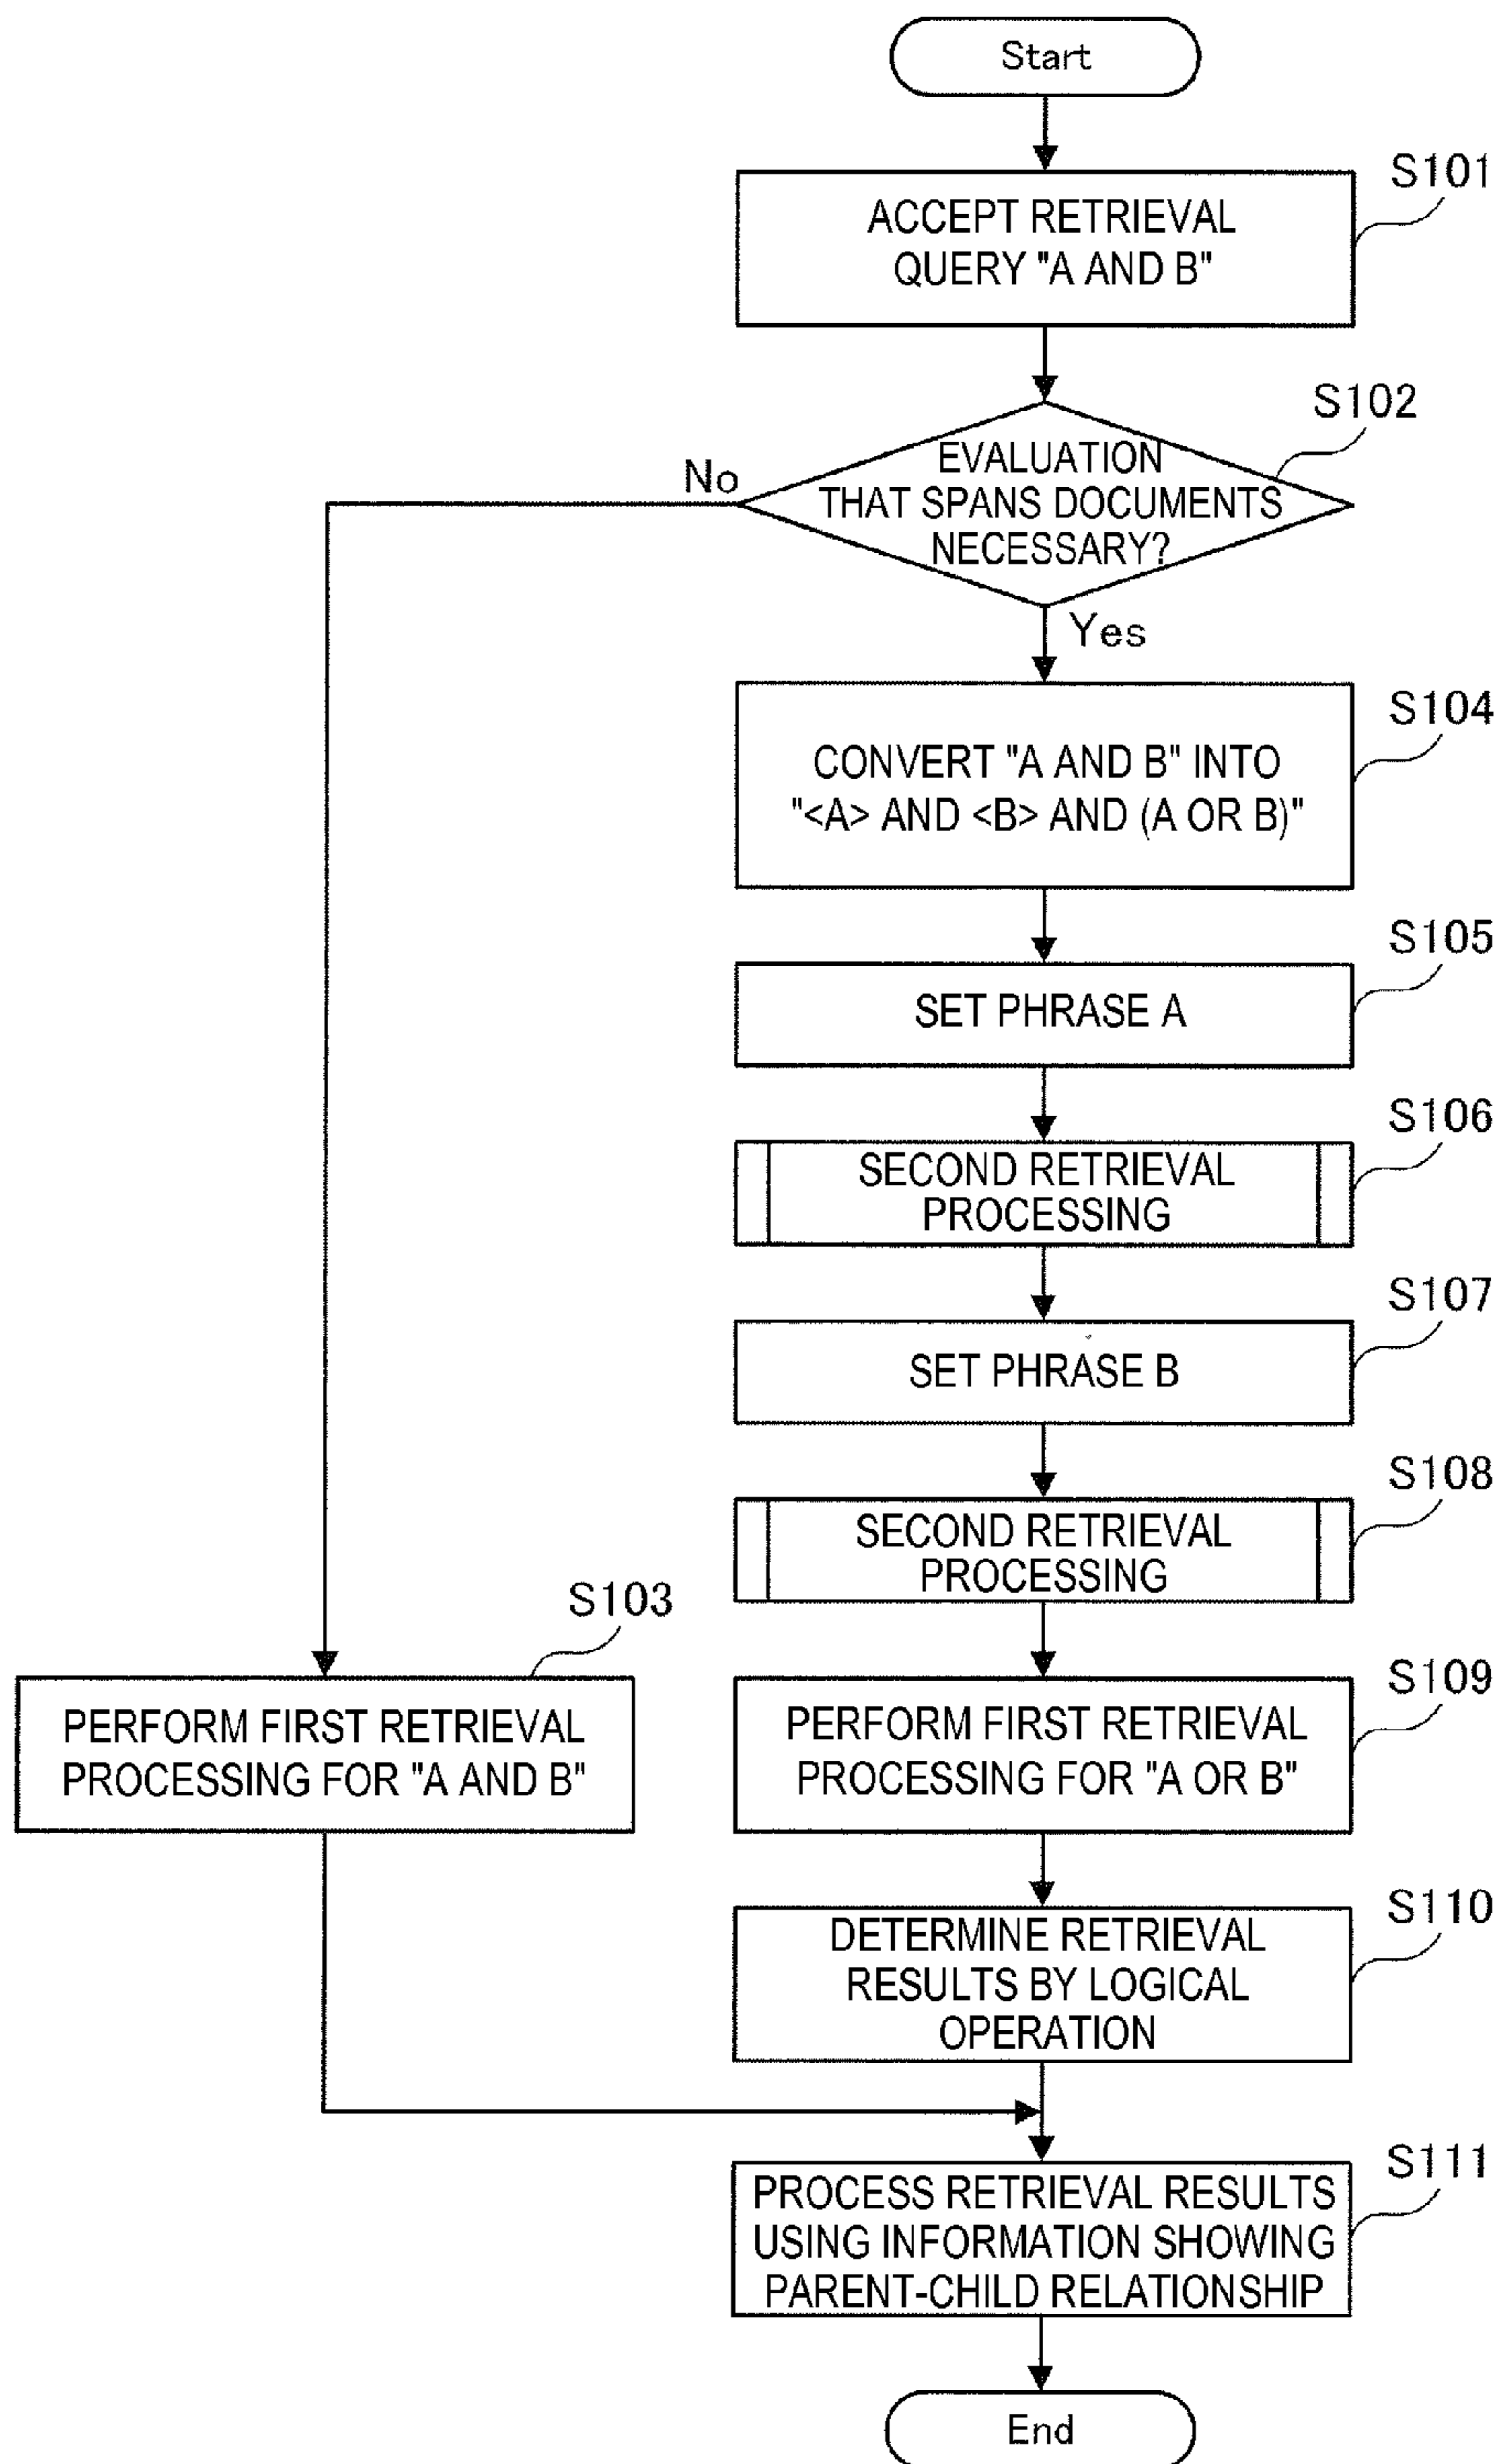 Start
S101
ACCEPT RETRIEVAL
QUERY "A AND B"
S102
EVALUATION
THAT SPANS DOCUMENTS
NECESSARY?
No
Yes
S104
CONVERT "A AND B" INTO
"<A> AND <B> AND (A OR B)"
S105
SET PHRASE A
S106
SECOND RETRIEVAL
PROCESSING
S107
SET PHRASE B
S108
SECOND RETRIEVAL
PROCESSING
S103
PERFORM FIRST RETRIEVAL
PROCESSING FOR "A AND B"
S109
PERFORM FIRST RETRIEVAL
PROCESSING FOR "A OR B"
S110
DETERMINE RETRIEVAL
RESULTS BY LOGICAL
OPERATION
S111
PROCESS RETRIEVAL RESULTS
USING INFORMATION SHOWING
PARENT-CHILD RELATIONSHIP
End